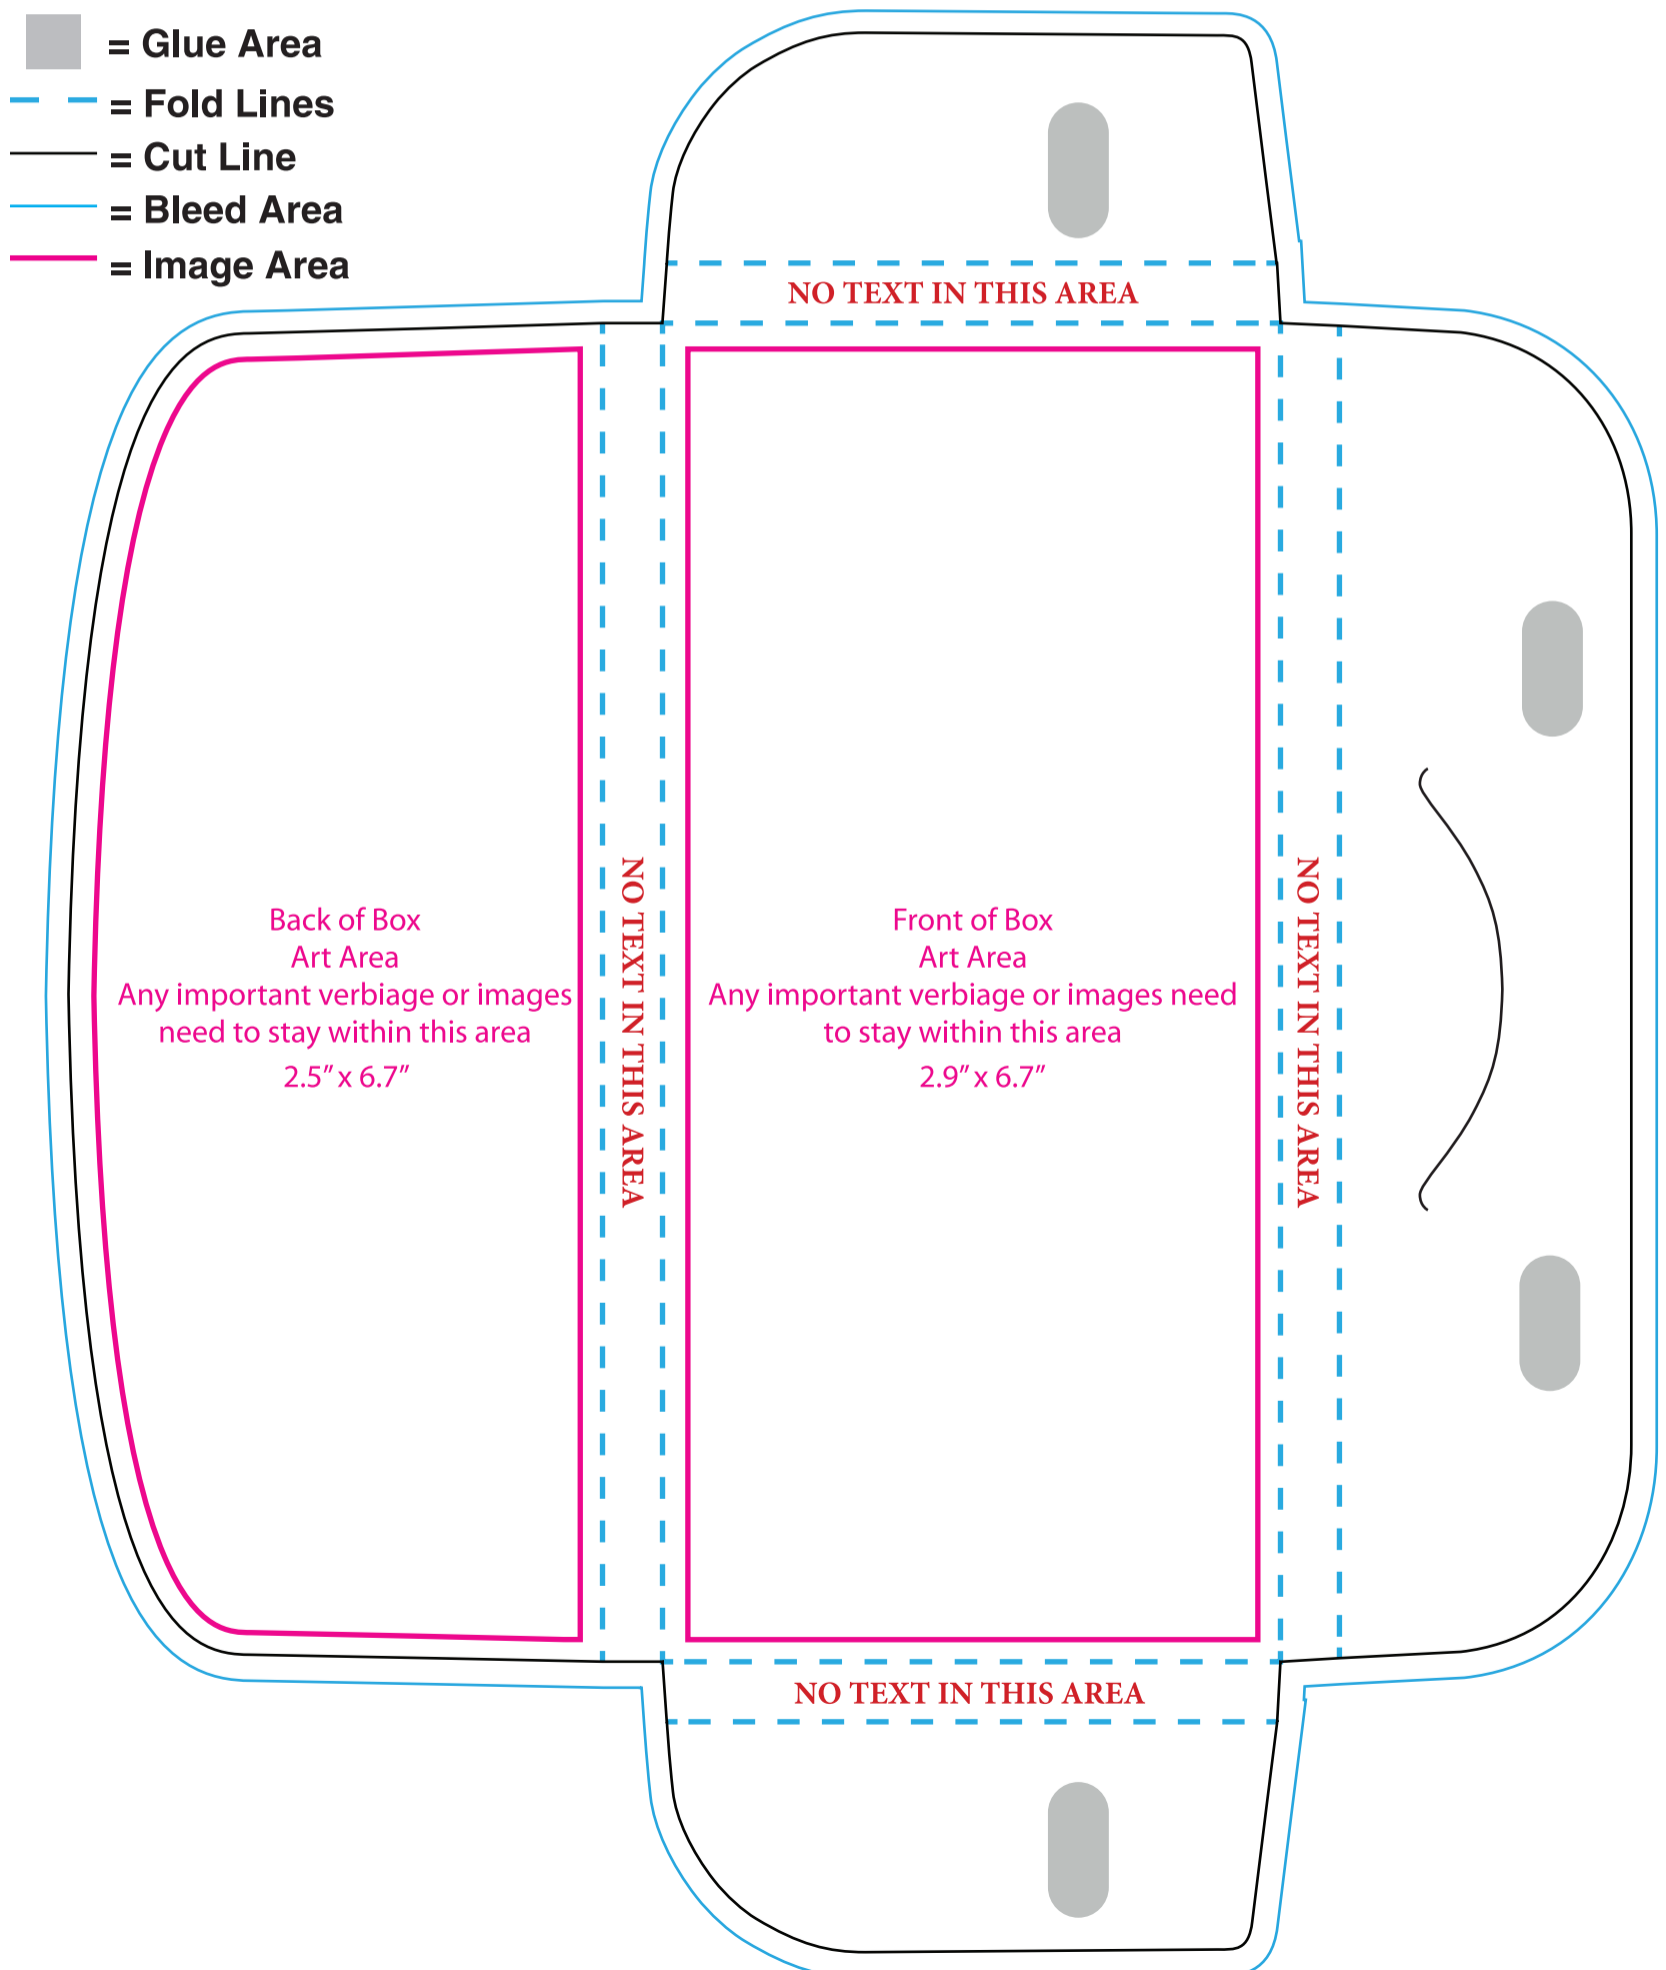 = Glue Area
= Fold Lines
= Cut Line
= Bleed Area
= Image Area
NO TEXT IN THIS AREA
Back of Box
Art Area
Any important verbiage or images
need to stay within this area
2.5” x 6.7”
NO TEXT IN THIS AREA
Front of Box
Art Area
Any important verbiage or images need
to stay within this area
2.9” x 6.7”
NO TEXT IN THIS AREA
NO TEXT IN THIS AREA